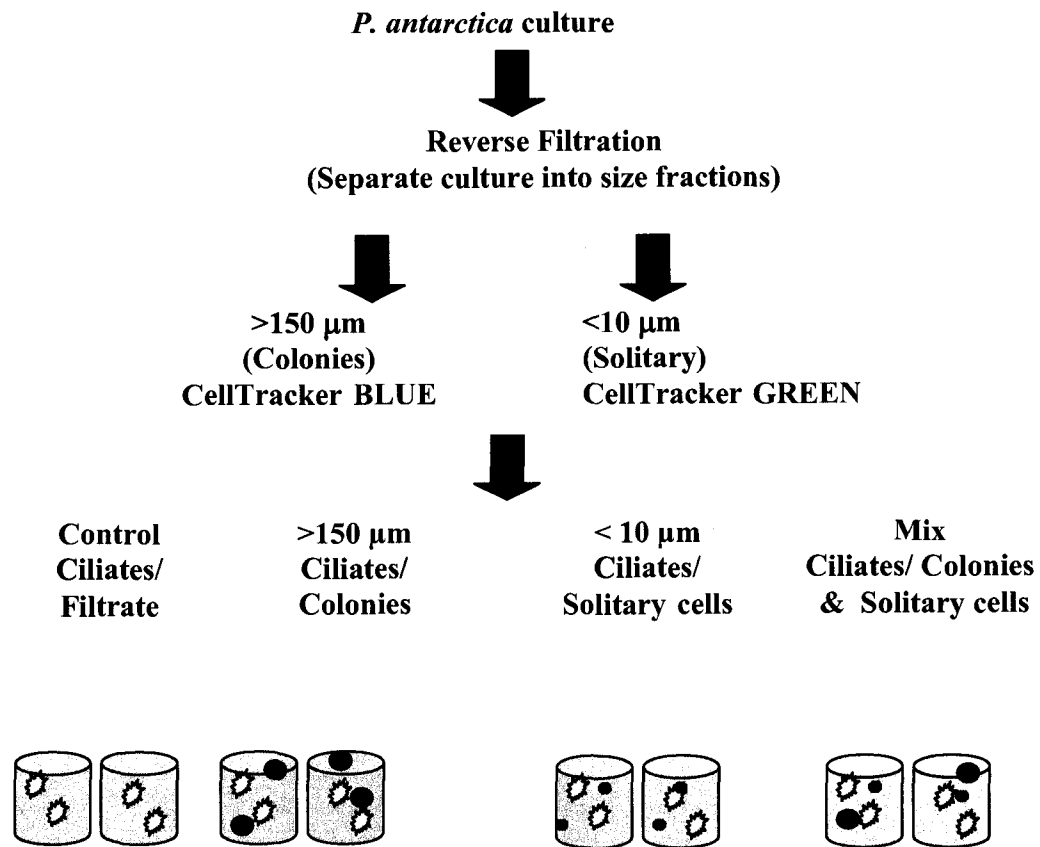 P. antarctica culture
Reverse Filtration
(Separate culture into size fractions)
>150 µm
(Colonies)
CellTracker BLUE
<10 µm
(Solitary)
CellTracker GREEN
Control
Ciliates/
Filtrate
>150 µm
Ciliates/
Colonies
< 10 µm
Ciliates/
Solitary cells
Mix
Ciliates/ Colonies
& Solitary cells